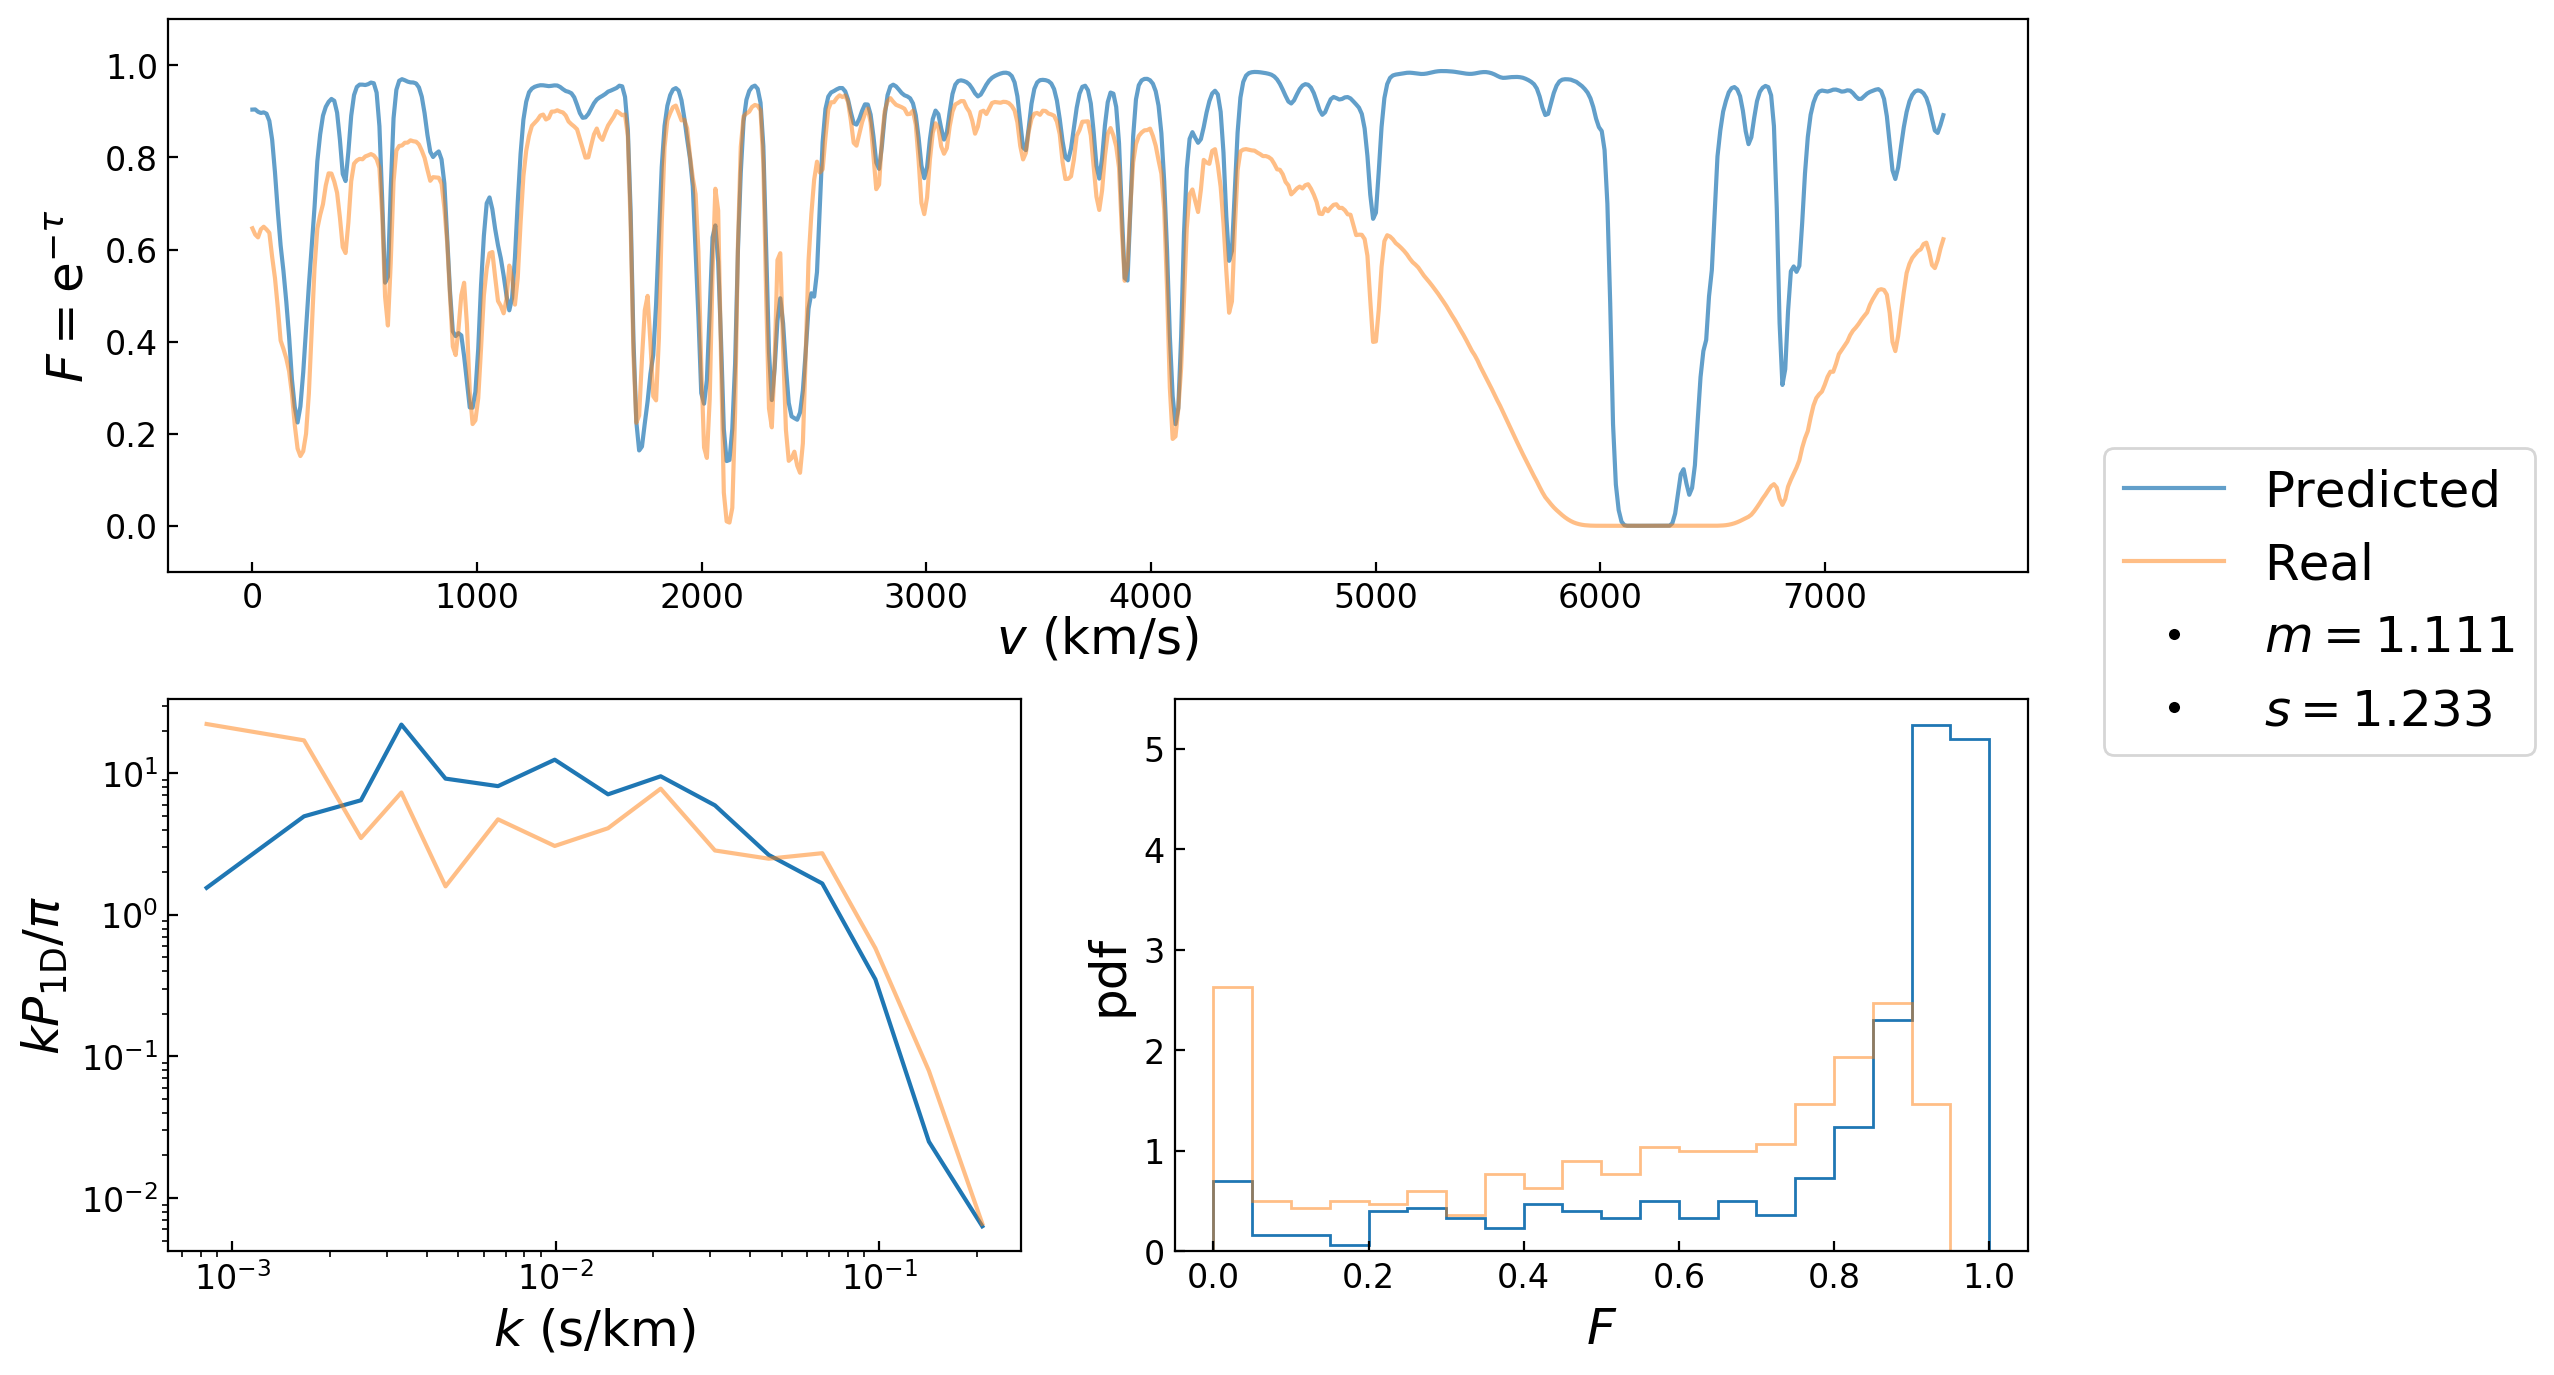 F = e^{-τ}
1.0
0.8
0.6
0.4
0.2
0.0
0 1000 2000 3000 4000 5000 6000 7000
v (km/s)
Predicted
Real
m = 1.111
s = 1.233
kP_{1D}/π
10^1
10^0
10^{-1}
10^{-2}
10^{-3} 10^{-2} 10^{-1}
k (s/km)
pdf
5
4
3
2
1
0
0.0 0.2 0.4 0.6 0.8 1.0
F